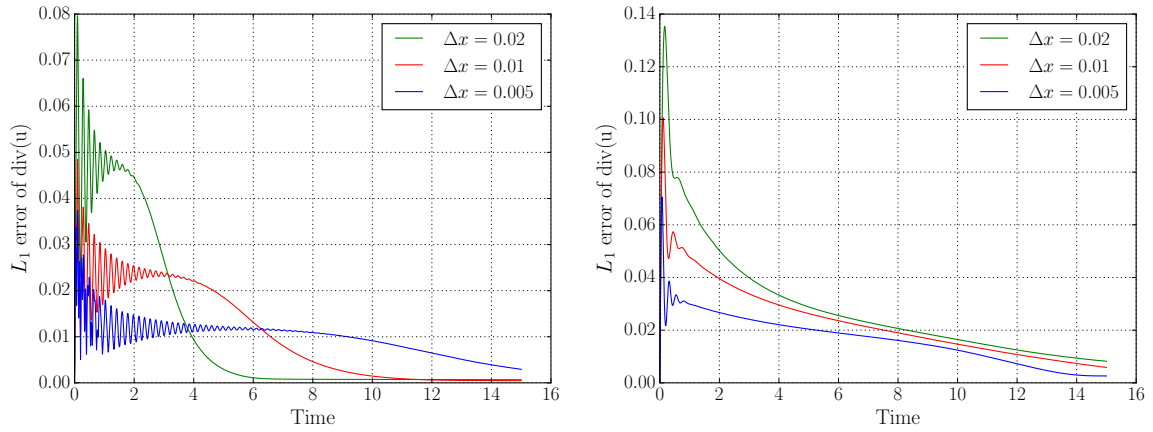 0.08
0.07
0.06
0.05
0.04
0.03
0.02
0.01
0.00
L₁ error of div(u)
0 2 4 6 8 10 12 14 16
Time
Δx = 0.02
Δx = 0.01
Δx = 0.005
0.14
0.12
0.10
0.08
0.06
0.04
0.02
0.00
L₁ error of div(u)
0 2 4 6 8 10 12 14 16
Time
Δx = 0.02
Δx = 0.01
Δx = 0.005